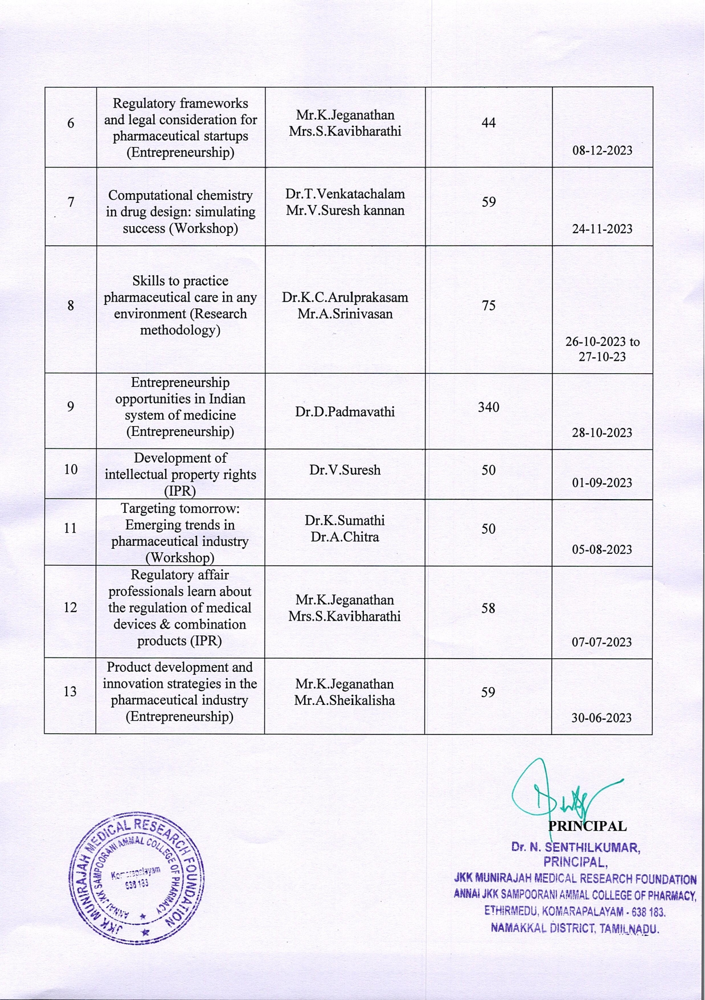 6
Regulatory frameworks
and legal consideration for
pharmaceutical startups
(Entrepreneurship)
Mr.K.Jeganathan
Mrs.S.Kavibharathi
44
08-12-2023
7
Computational chemistry
in drug design: simulating
success (Workshop)
Dr.T.Venkatachalam
Mr.V.Suresh kannan
59
24-11-2023
8
Skills to practice
pharmaceutical care in any
environment (Research
methodology)
Dr.K.C.Arulprakasam
Mr.A.Srinivasan
75
26-10-2023 to
27-10-23
9
Entrepreneurship
opportunities in Indian
system of medicine
(Entrepreneurship)
Dr.D.Padmavathi
340
28-10-2023
10
Development of
intellectual property rights
(IPR)
Dr.V.Suresh
50
01-09-2023
11
Targeting tomorrow:
Emerging trends in
pharmaceutical industry
(Workshop)
Dr.K.Sumathi
Dr.A.Chitra
50
05-08-2023
12
Regulatory affair
professionals learn about
the regulation of medical
devices & combination
products (IPR)
Mr.K.Jeganathan
Mrs.S.Kavibharathi
58
07-07-2023
13
Product development and
innovation strategies in the
pharmaceutical industry
(Entrepreneurship)
Mr.K.Jeganathan
Mr.A.Sheikalisha
59
30-06-2023
PRINCIPAL
Dr. N. SENTHILKUMAR,
PRINCIPAL,
JKK MUNIRAJAH MEDICAL RESEARCH FOUNDATION
ANNAI JKK SAMPOORANI AMMAL COLLEGE OF PHARMACY,
ETHIRMEDU, KOMARAPALAYAM - 638 183.
NAMAKKAL DISTRICT, TAMILNADU.
JKK MUNIRAJAH MEDICAL RESEARCH FOUNDATION
ANNAI JKK SAMPOORANI AMMAL COLLEGE OF PHARMACY
Komarapalayam
638 183